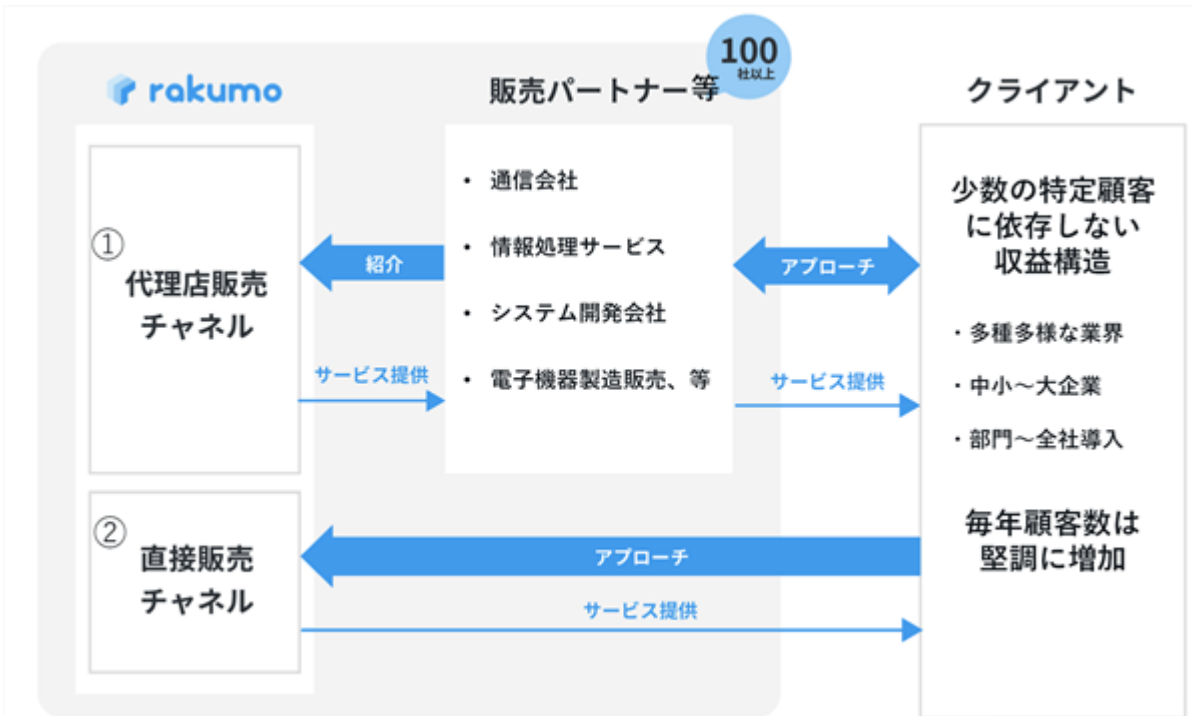 rakumo
販売パートナー等
100
社以上
クライアント
①
代理店販売
チャネル
紹介
サービス提供
・ 通信会社
・ 情報処理サービス
・ システム開発会社
・ 電子機器製造販売、等
アプローチ
サービス提供
少数の特定顧客
に依存しない
収益構造
・多種多様な業界
・中小～大企業
・部門～全社導入
毎年顧客数は
堅調に増加
②
直接販売
チャネル
アプローチ
サービス提供